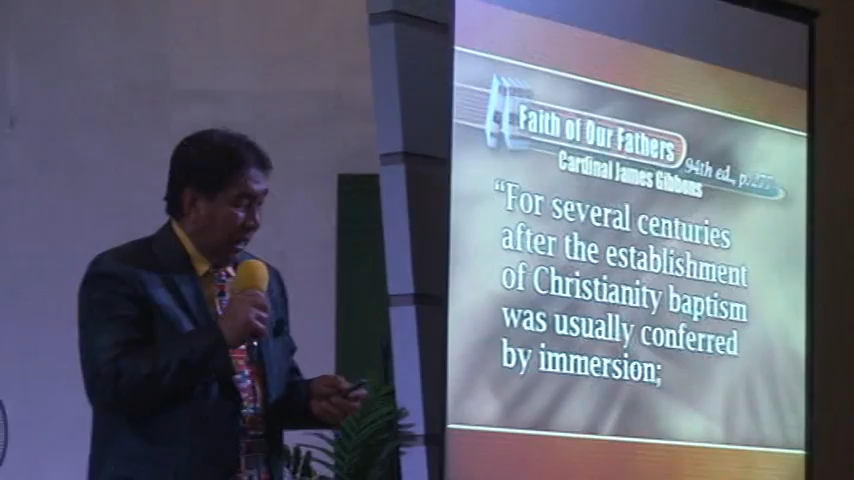 Faith of Our Fathers
94th ed., p. 277
Cardinal James Gibbons
“For several centuries
after the establishment
of Christianity, baptism
was usually conferred
by immersion;